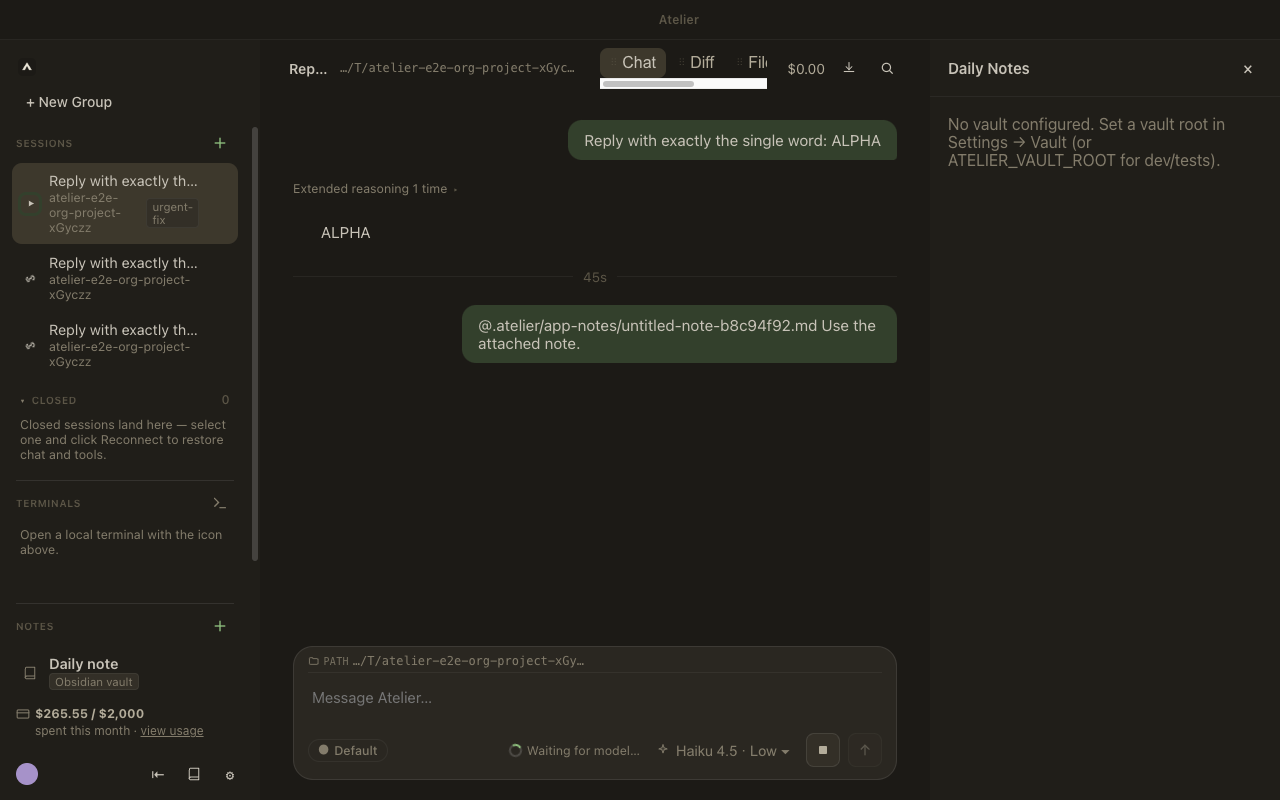 Atelier
+ New Group
SESSIONS
Reply with exactly th...
atelier-e2e-
org-project-
xGyczz
urgent-
fix
Reply with exactly th...
atelier-e2e-org-project-
xGyczz
Reply with exactly th...
atelier-e2e-org-project-
xGyczz
CLOSED
0
Closed sessions land here — select
one and click Reconnect to restore
chat and tools.
TERMINALS
Open a local terminal with the icon
above.
NOTES
Daily note
Obsidian vault
$265.55 / $2,000
spent this month · view usage
Rep...
…/T/atelier-e2e-org-project-xGyc…
Chat
Diff
File
$0.00
Reply with exactly the single word: ALPHA
Extended reasoning 1 time
ALPHA
45s
@.atelier/app-notes/untitled-note-b8c94f92.md Use the
attached note.
PATH …/T/atelier-e2e-org-project-xGy…
Message Atelier...
Default
Waiting for model...
Haiku 4.5 · Low
Daily Notes
No vault configured. Set a vault root in
Settings → Vault (or
ATELIER_VAULT_ROOT for dev/tests).